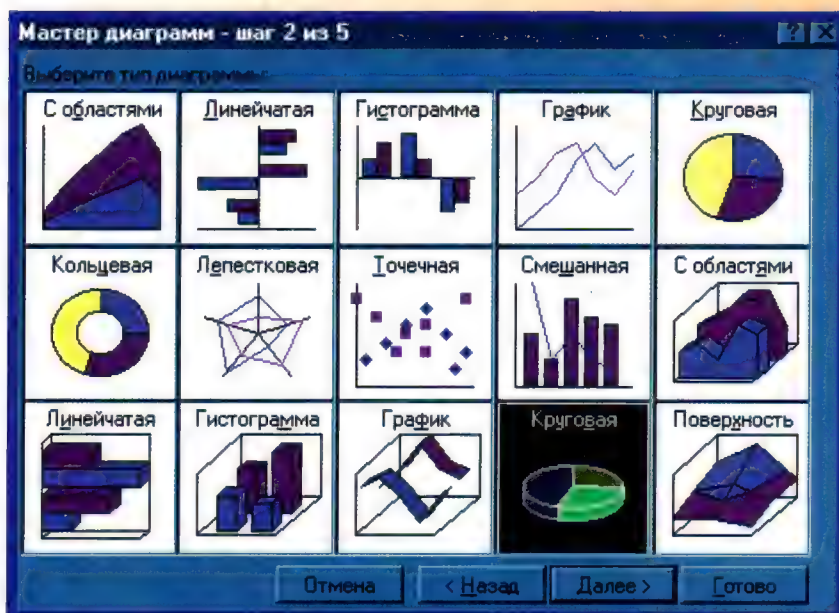 Мастер диаграмм - шаг 2 из 5
Выберите тип диаграммы:
С областями Линейчатая Гистограмма График Круговая
Кольцевая Лепестковая Точечная Смешанная С областями
Линейчатая Гистограмма График Круговая Поверхность
Отмена < Назад Далее > Готово